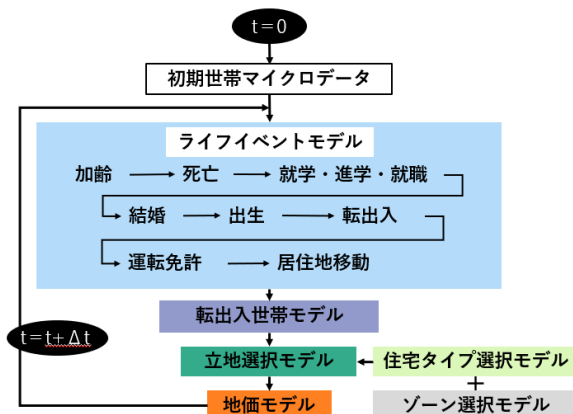 t=0
初期世帯マイクロデータ
ライフイベントモデル
加齢 死亡 就学・進学・就職
結婚 出生 転出入
運転免許 居住地移動
転出入世帯モデル
t=t+Δt
立地選択モデル 住宅タイプ選択モデル
+
地価モデル ゾーン選択モデル